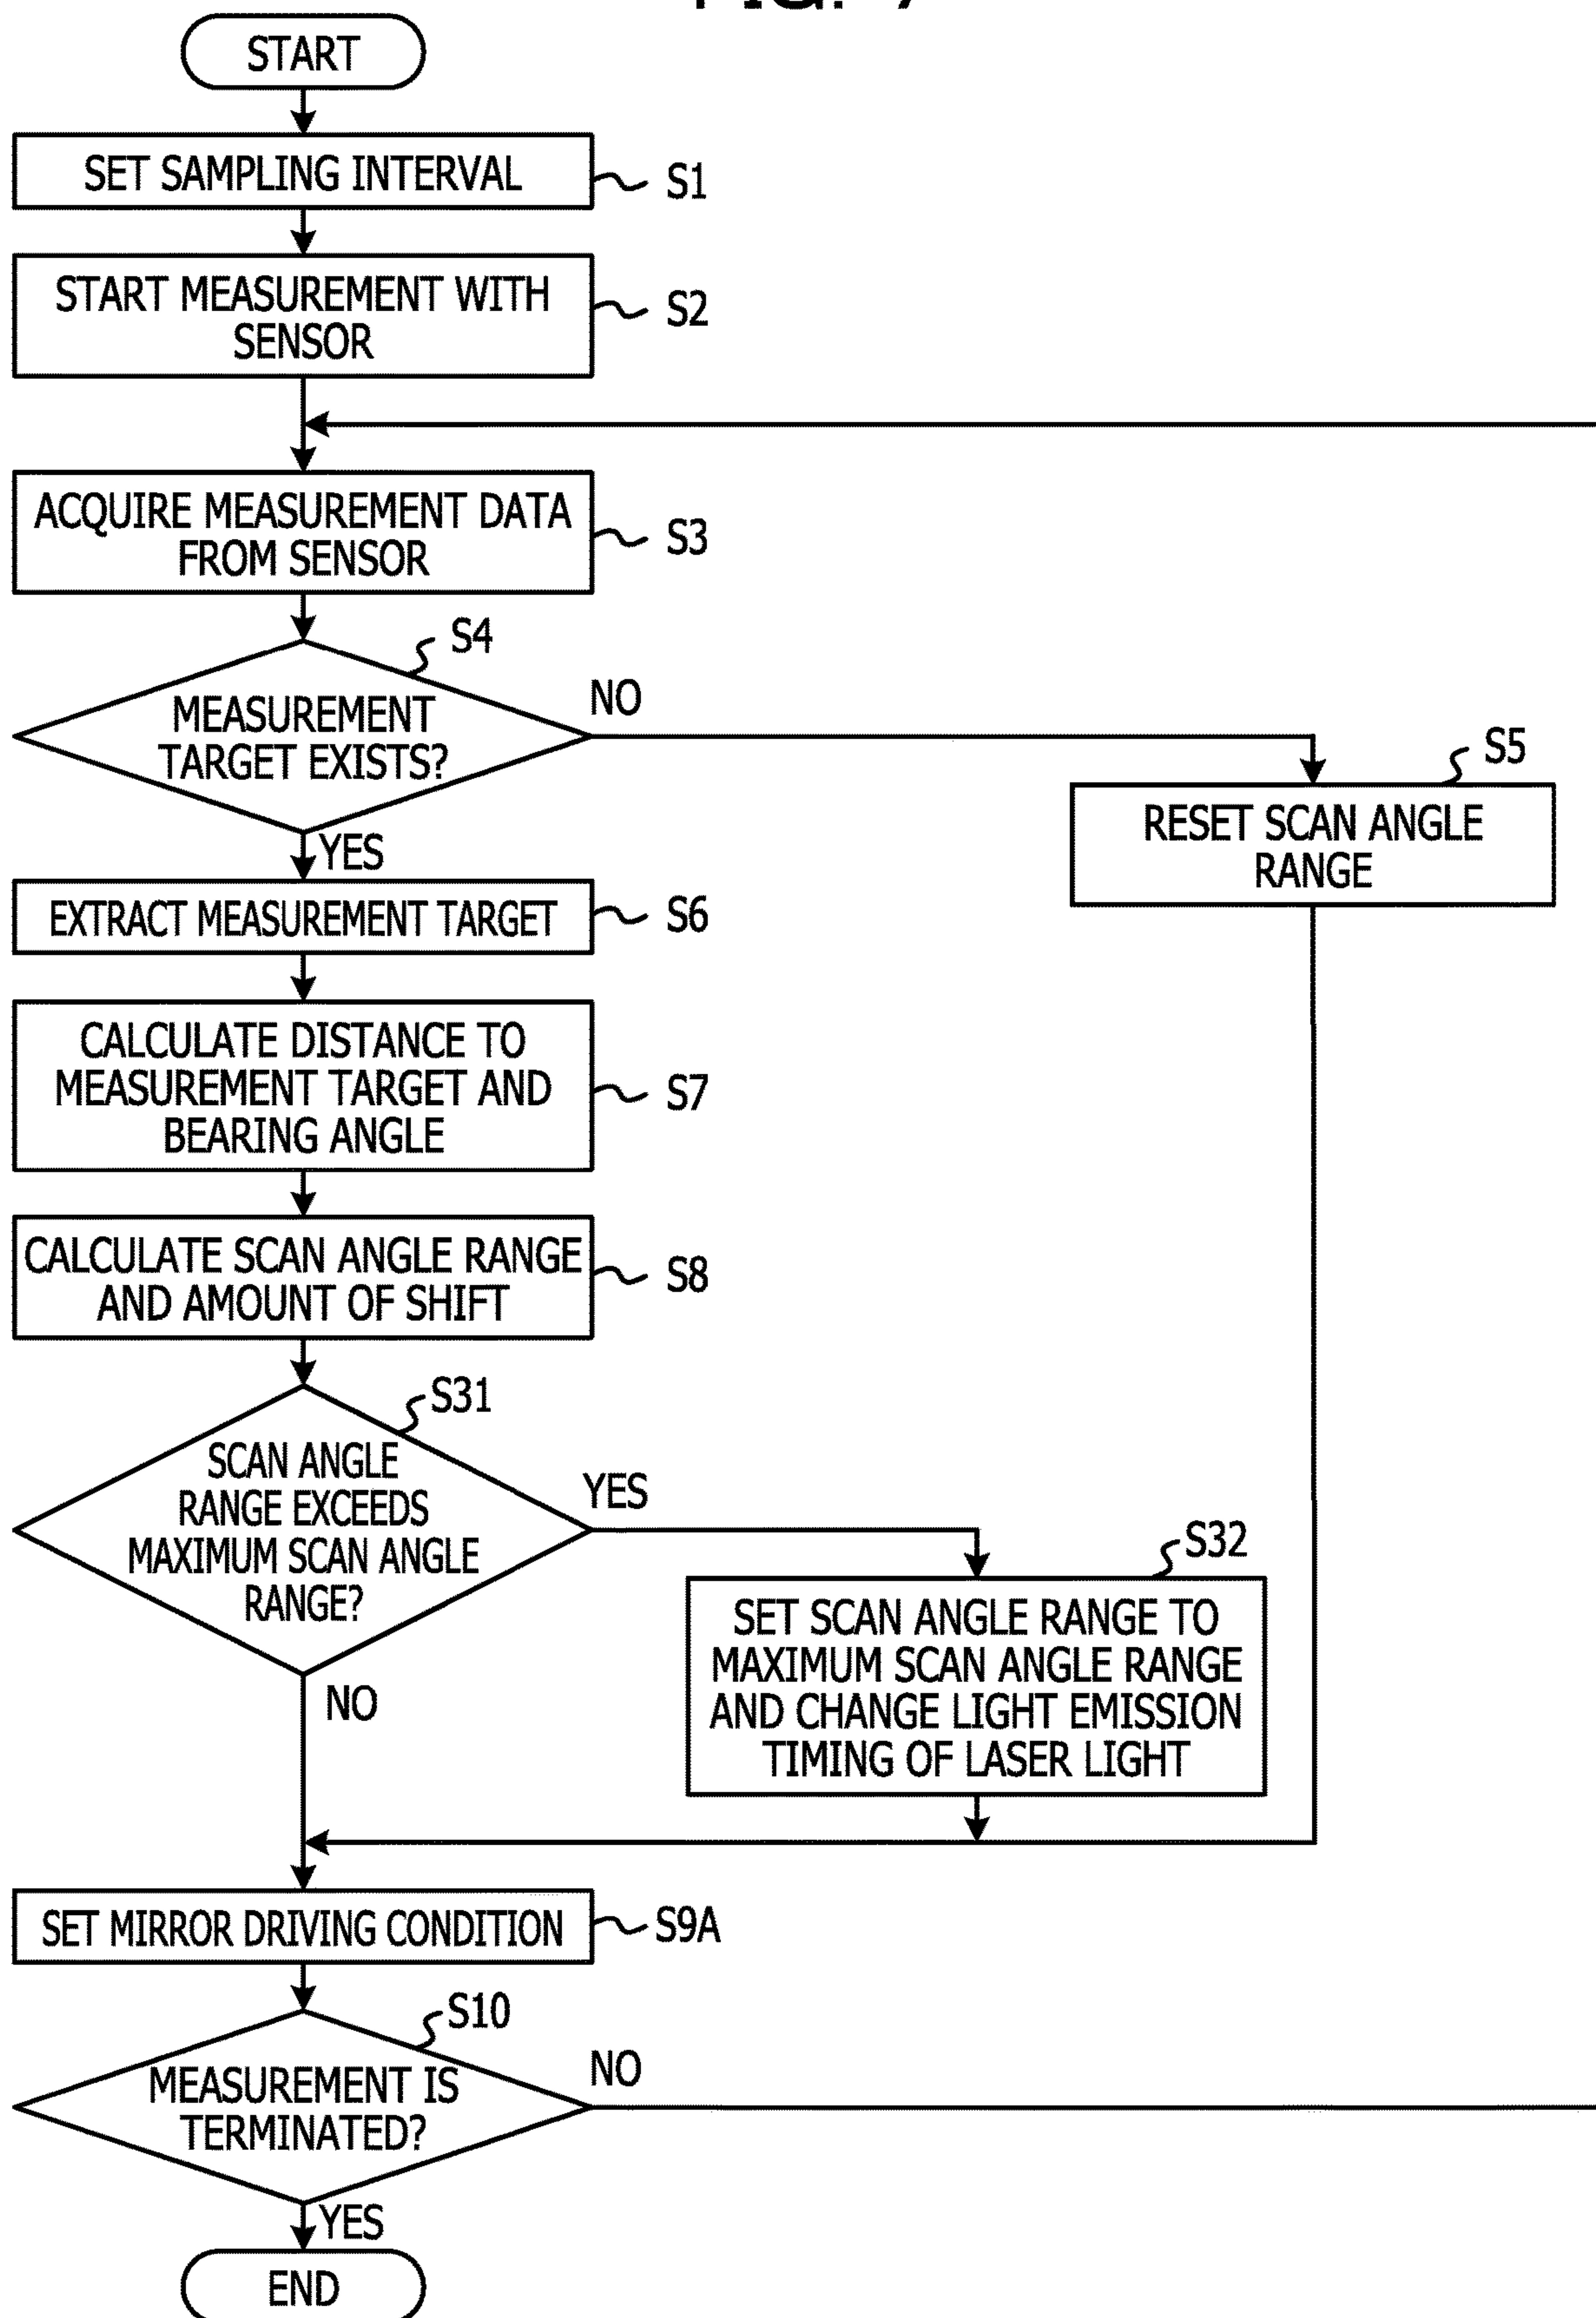 START
SET SAMPLING INTERVAL
S1
START MEASUREMENT WITH
SENSOR
S2
ACQUIRE MEASUREMENT DATA
FROM SENSOR
S3
S4
MEASUREMENT
TARGET EXISTS?
NO
YES
S5
RESET SCAN ANGLE
RANGE
EXTRACT MEASUREMENT TARGET
S6
CALCULATE DISTANCE TO
MEASUREMENT TARGET AND
BEARING ANGLE
S7
CALCULATE SCAN ANGLE RANGE
AND AMOUNT OF SHIFT
S8
S31
SCAN ANGLE
RANGE EXCEEDS
MAXIMUM SCAN ANGLE
RANGE?
YES
NO
S32
SET SCAN ANGLE RANGE TO
MAXIMUM SCAN ANGLE RANGE
AND CHANGE LIGHT EMISSION
TIMING OF LASER LIGHT
SET MIRROR DRIVING CONDITION
S9A
S10
MEASUREMENT IS
TERMINATED?
NO
YES
END